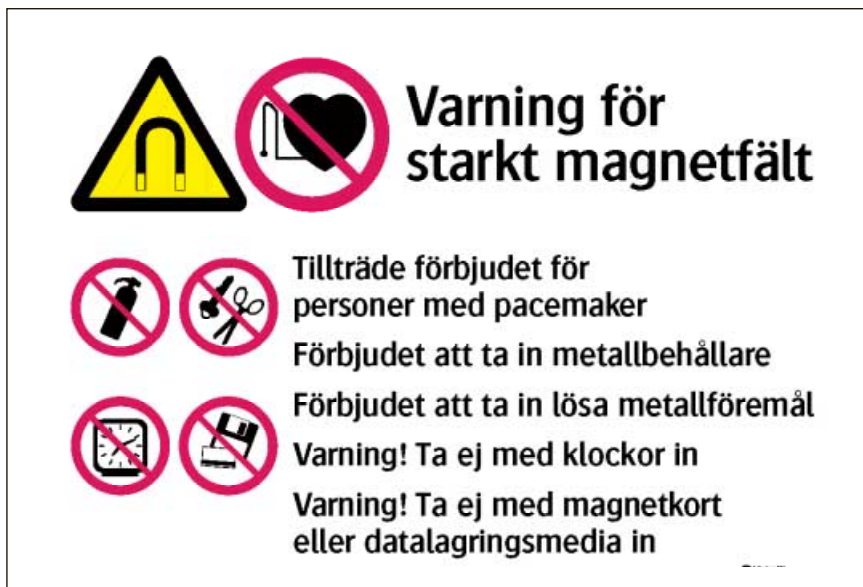 Varning för
starkt magnetfält
Tillträde förbjudet för
personer med pacemaker
Förbjudet att ta in metallbehållare
Förbjudet att ta in lösa metallföremål
Varning! Ta ej med klockor in
Varning! Ta ej med magnetkort
eller datalagringsmedia in